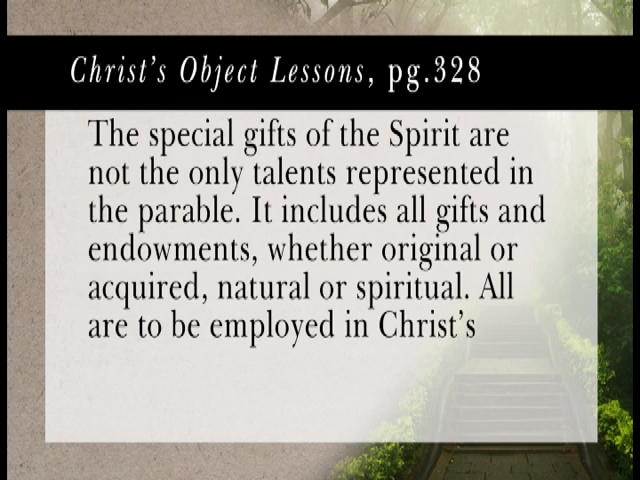 Christ's Object Lessons, pg.328
The special gifts of the Spirit are
not the only talents represented in
the parable. It includes all gifts and
endowments, whether original or
acquired, natural or spiritual. All
are to be employed in Christ's